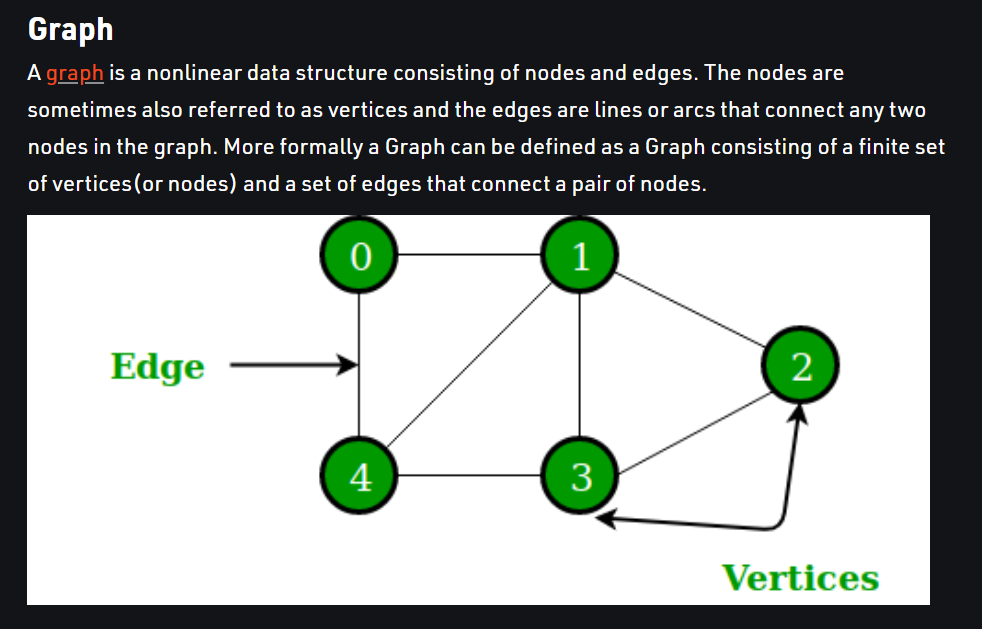 Graph
A graph is a nonlinear data structure consisting of nodes and edges. The nodes are
sometimes also referred to as vertices and the edges are lines or arcs that connect any two
nodes in the graph. More formally a Graph can be defined as a Graph consisting of a finite set
of vertices(or nodes) and a set of edges that connect a pair of nodes.
0
1
Edge
2
4
3
Vertices